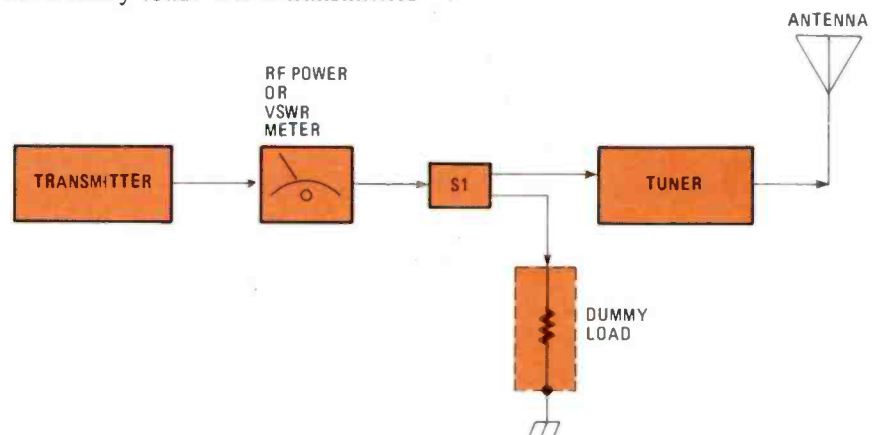 ANTENNA
RF POWER
OR
VSWR
METER
TRANSMITTER
S1
TUNER
DUMMY
LOAD